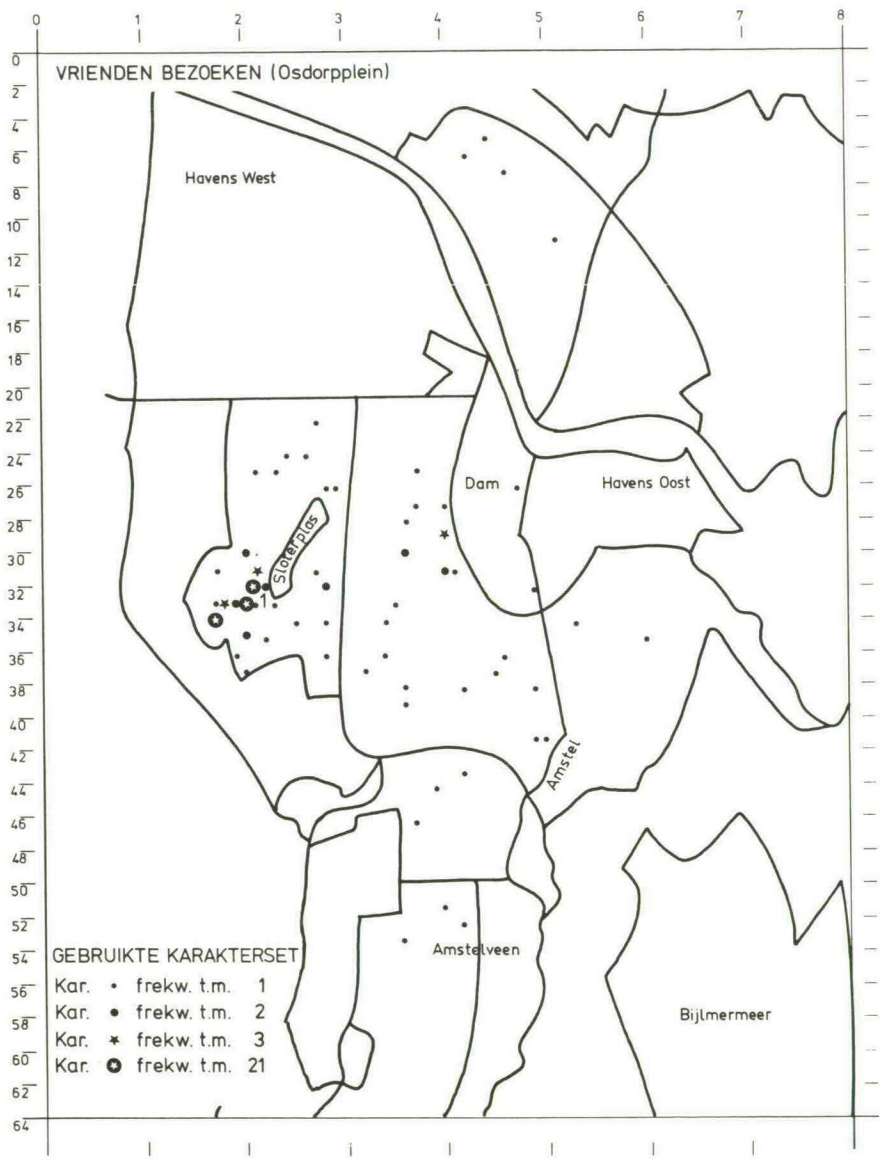 0 1 2 3 4 5 6 7 8
0
VRIENDEN BEZOEKEN (Osdorpplein)
2
4
6
Havens West
8
10
12
14
16
18
20
22
24
Dam
Havens Oost
26
28
Sloterplas
30
32
1
34
36
38
40
Amstel
42
44
46
48
50
52
GEBRUIKTE KARAKTERSET
Amstelveen
54
Kar. • frekw. t.m. 1
56
Kar. ● frekw. t.m. 2
Bijlmermeer
58
Kar. ★ frekw. t.m. 3
60
Kar. ✪ frekw. t.m. 21
62
64